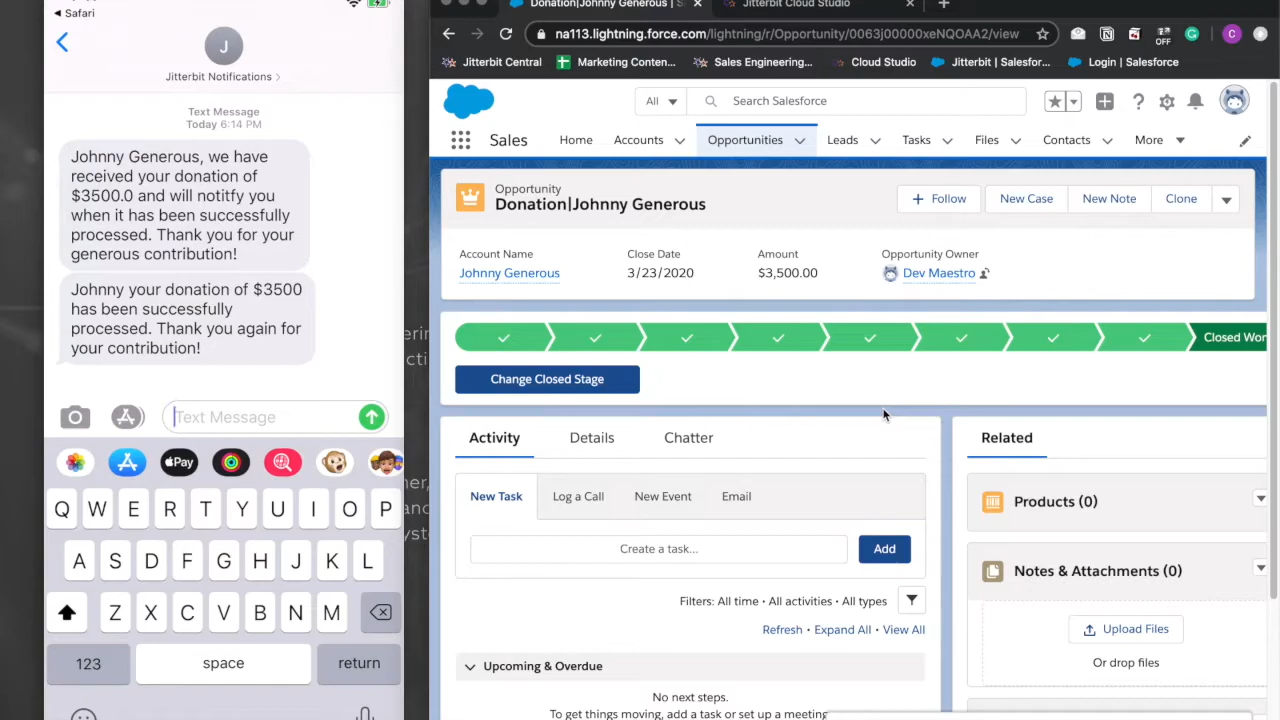 Safari
J
Jitterbit Notifications
Text Message
Today 6:14 PM
Johnny Generous, we have
received your donation of
$3500.0 and will notitfy you
when it has been successfully
processed. Thank you for your
generous contribution!
Johnny your donation of $3500
has been successfully
processed. Thank you again for
your contribution!
Text Message
Pay
Q W E R T Y U I O P
A S D F G H J K L
Z X C V B N M
123 space return
Donation|Johnny Generous | S
Jitterbit Cloud Studio
na113.lightning.force.com/lightning/r/Opportunity/0063j00000xeNQOAA2/view
OFF
C
Jitterbit Central
Marketing Conten...
Sales Engineering...
Cloud Studio
Jitterbit | Salesfor...
Login | Salesforce
All
Search Salesforce
Sales
Home
Accounts
Opportunities
Leads
Tasks
Files
Contacts
More
Opportunity
Donation|Johnny Generous
Follow
New Case
New Note
Clone
Account Name
Johnny Generous
Close Date
3/23/2020
Amount
$3,500.00
Opportunity Owner
Dev Maestro
Closed Won
Change Closed Stage
Activity
Details
Chatter
New Task
Log a Call
New Event
Email
Create a task...
Add
Filters: All time • All activities • All types
Refresh • Expand All • View All
Upcoming & Overdue
No next steps.
To get things moving, add a task or set up a meeting
Related
Products (0)
Notes & Attachments (0)
Upload Files
Or drop files